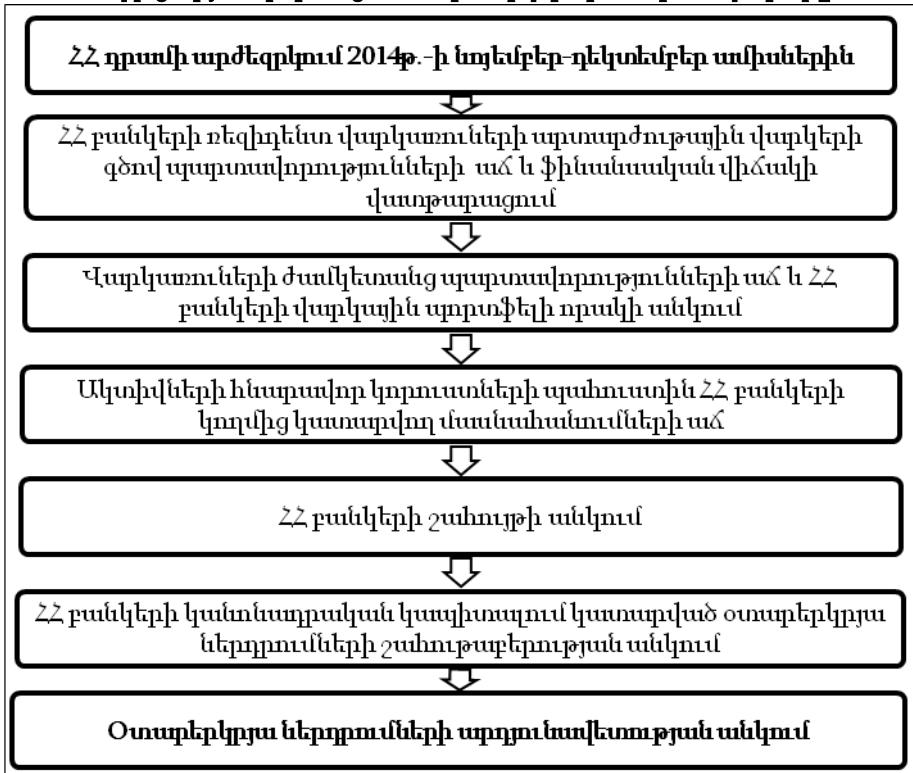 ՀՀ դրամի արժեզրկում 2014թ.-ի նոյեմբեր-դեկտեմբեր ամիսներին
ՀՀ բանկերի ռեզիդենտ վարկառուների արտարժութային վարկերի
գծով պարտավորությունների աճ և ֆինանսական վիճակի
վատթարացում
Վարկառուների ժամկետանց պարտավորությունների աճ և ՀՀ
բանկերի վարկային պորտֆելի որակի անկում
Ակտիվների հնարավոր կորուստների պահուստին ՀՀ բանկերի
կողմից կատարվող մասնահանումների աճ
ՀՀ բանկերի շահույթի անկում
ՀՀ բանկերի կանոնադրական կապիտալում կատարված օտարերկրյա
ներդրումների շահութաբերության անկում
Օտարերկրյա ներդրումների արդյունավետության անկում